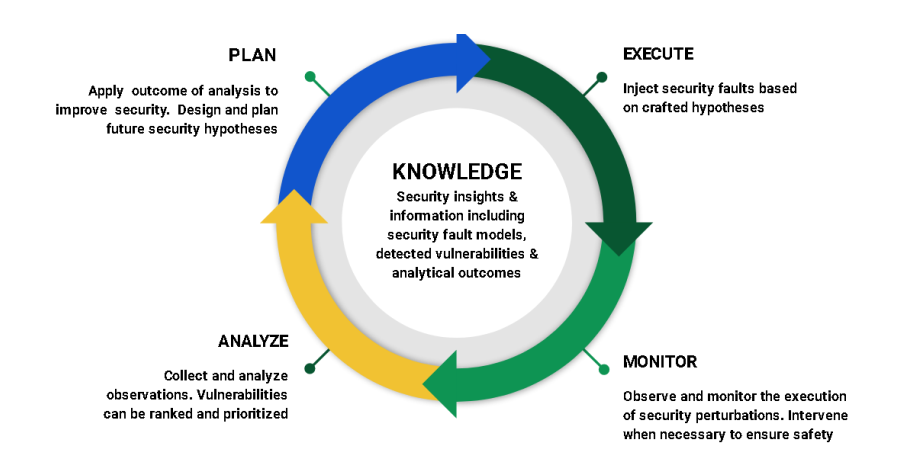 PLAN
Apply outcome of analysis to
improve security. Design and plan
future security hypotheses
EXECUTE
Inject security faults based
on crafted hypotheses
KNOWLEDGE
Security insights &
information including
security fault models,
detected vulnerabilities &
analytical outcomes
ANALYZE
Collect and analyze
observations. Vulnerabilities
can be ranked and prioritized
MONITOR
Observe and monitor the execution
of security perturbations. Intervene
when necessary to ensure safety